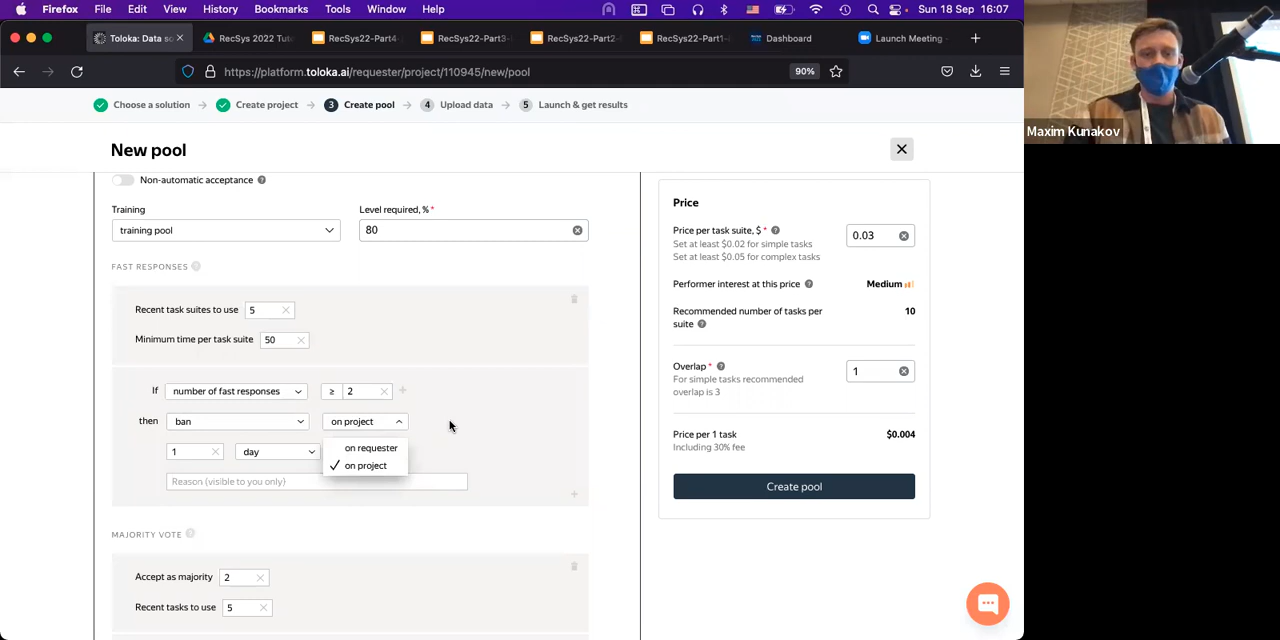 Firefox File Edit View History Bookmarks Tools Window Help Sun 18 Sep 16:07
Toloka: Data so RecSys 2022 Tuto RecSys22-Part4- RecSys22-Part3- RecSys22-Part2- RecSys22-Part1- Dashboard Launch Meeting -
https://platform.toloka.ai/requester/project/110945/new/pool 90%
Choose a solution Create project 3 Create pool 4 Upload data 5 Launch & get results
Maxim Kunakov
New pool
Non-automatic acceptance ?
Training Level required, % *
training pool 80
FAST RESPONSES ?
Recent task suites to use 5
Minimum time per task suite 50
If number of fast responses ≥ 2 +
then ban on project
on requester
1 day on project
Reason (visible to you only)
+
MAJORITY VOTE ?
Accept as majority 2
Recent tasks to use 5
Price
Price per task suite, $ * ? 0.03
Set at least $0.02 for simple tasks
Set at least $0.05 for complex tasks
Performer interest at this price ? Medium
Recommended number of tasks per 10
suite ?
Overlap * ? 1
For simple tasks recommended
overlap is 3
Price per 1 task $0.004
Including 30% fee
Create pool